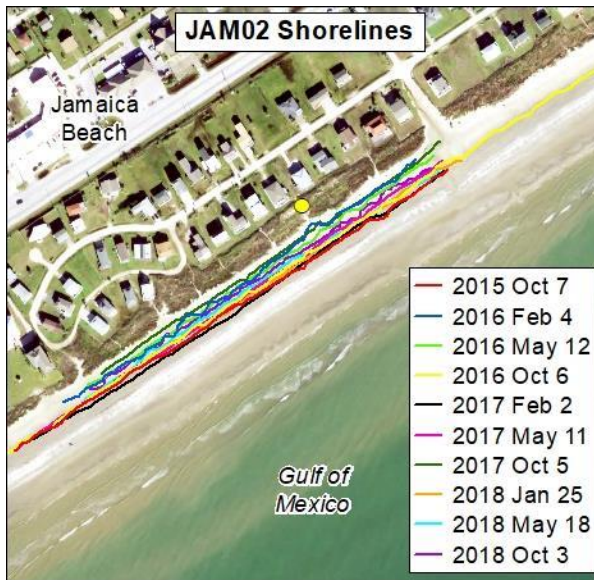 JAM02 Shorelines
Jamaica
Beach
Gulf of
Mexico
2015 Oct 7
2016 Feb 4
2016 May 12
2016 Oct 6
2017 Feb 2
2017 May 11
2017 Oct 5
2018 Jan 25
2018 May 18
2018 Oct 3